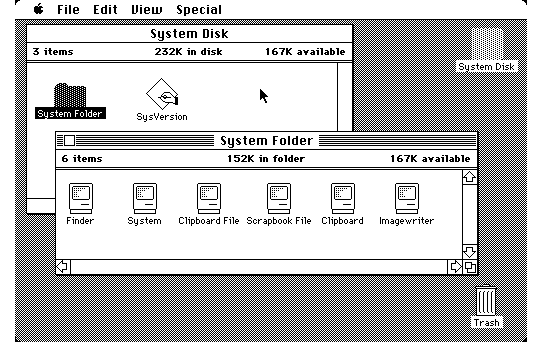 File Edit View Special
System Disk
3 items 232K in disk 167K available
System Folder
SysVersion
System Disk
System Folder
6 items 152K in folder 167K available
Finder System Clipboard File Scrapbook File Clipboard Imagewriter
Trash